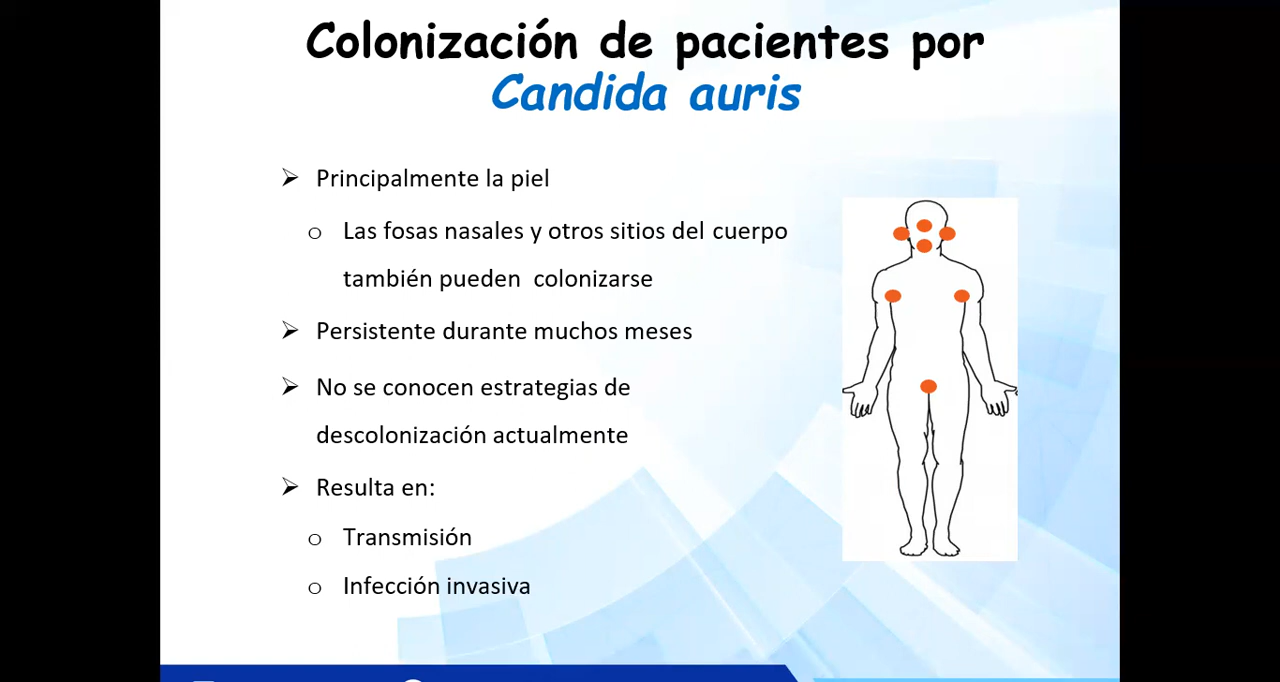 Colonización de pacientes por
Candida auris
➢ Principalmente la piel
o Las fosas nasales y otros sitios del cuerpo
también pueden colonizarse
➢ Persistente durante muchos meses
➢ No se conocen estrategias de
descolonización actualmente
➢ Resulta en:
o Transmisión
o Infección invasiva